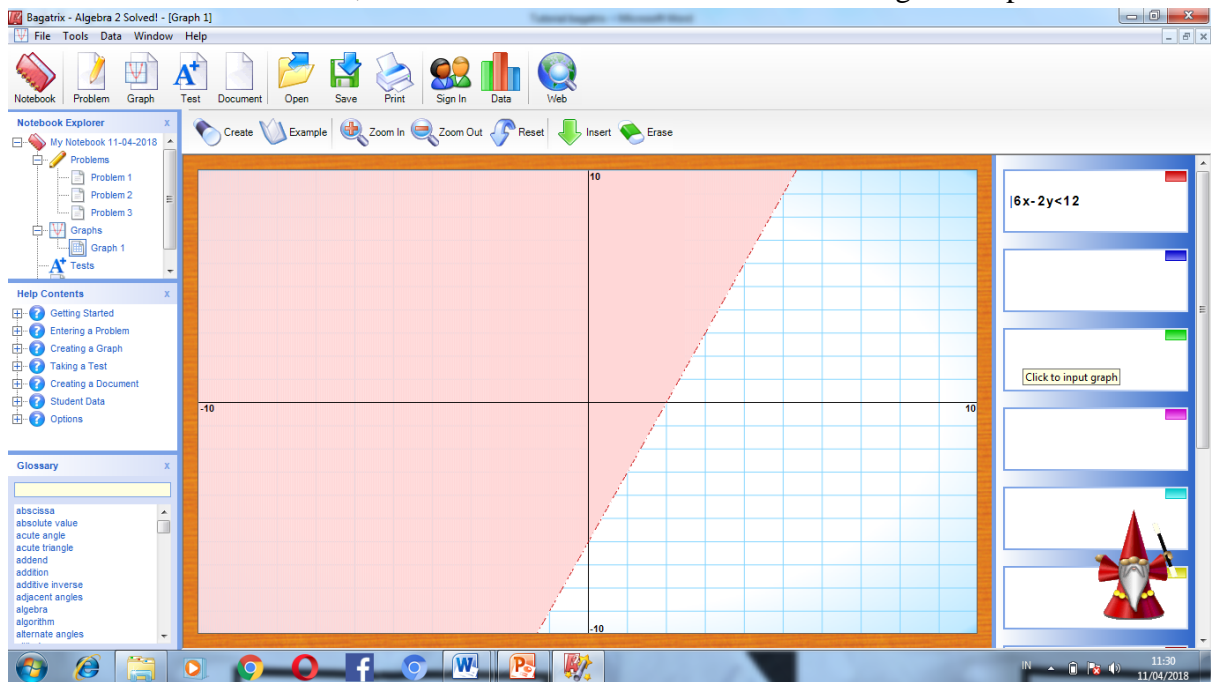 Bagatrix - Algebra 2 Solved! - [Graph 1]
File Tools Data Window Help
Notebook Problem Graph Test Document Open Save Print Sign In Data Web
Notebook Explorer x
My Notebook 11-04-2018
Problems
Problem 1
Problem 2
Problem 3
Graphs
Graph 1
Tests
Help Contents x
Getting Started
Entering a Problem
Creating a Graph
Taking a Test
Creating a Document
Student Data
Options
Glossary x
abscissa
absolute value
acute angle
acute triangle
addend
addition
additive inverse
adjacent angles
algebra
algorithm
alternate angles
Create Example Zoom In Zoom Out Reset Insert Erase
10
-10
10
-10
|6x-2y<12
Click to input graph
IN
11:30
11/04/2018